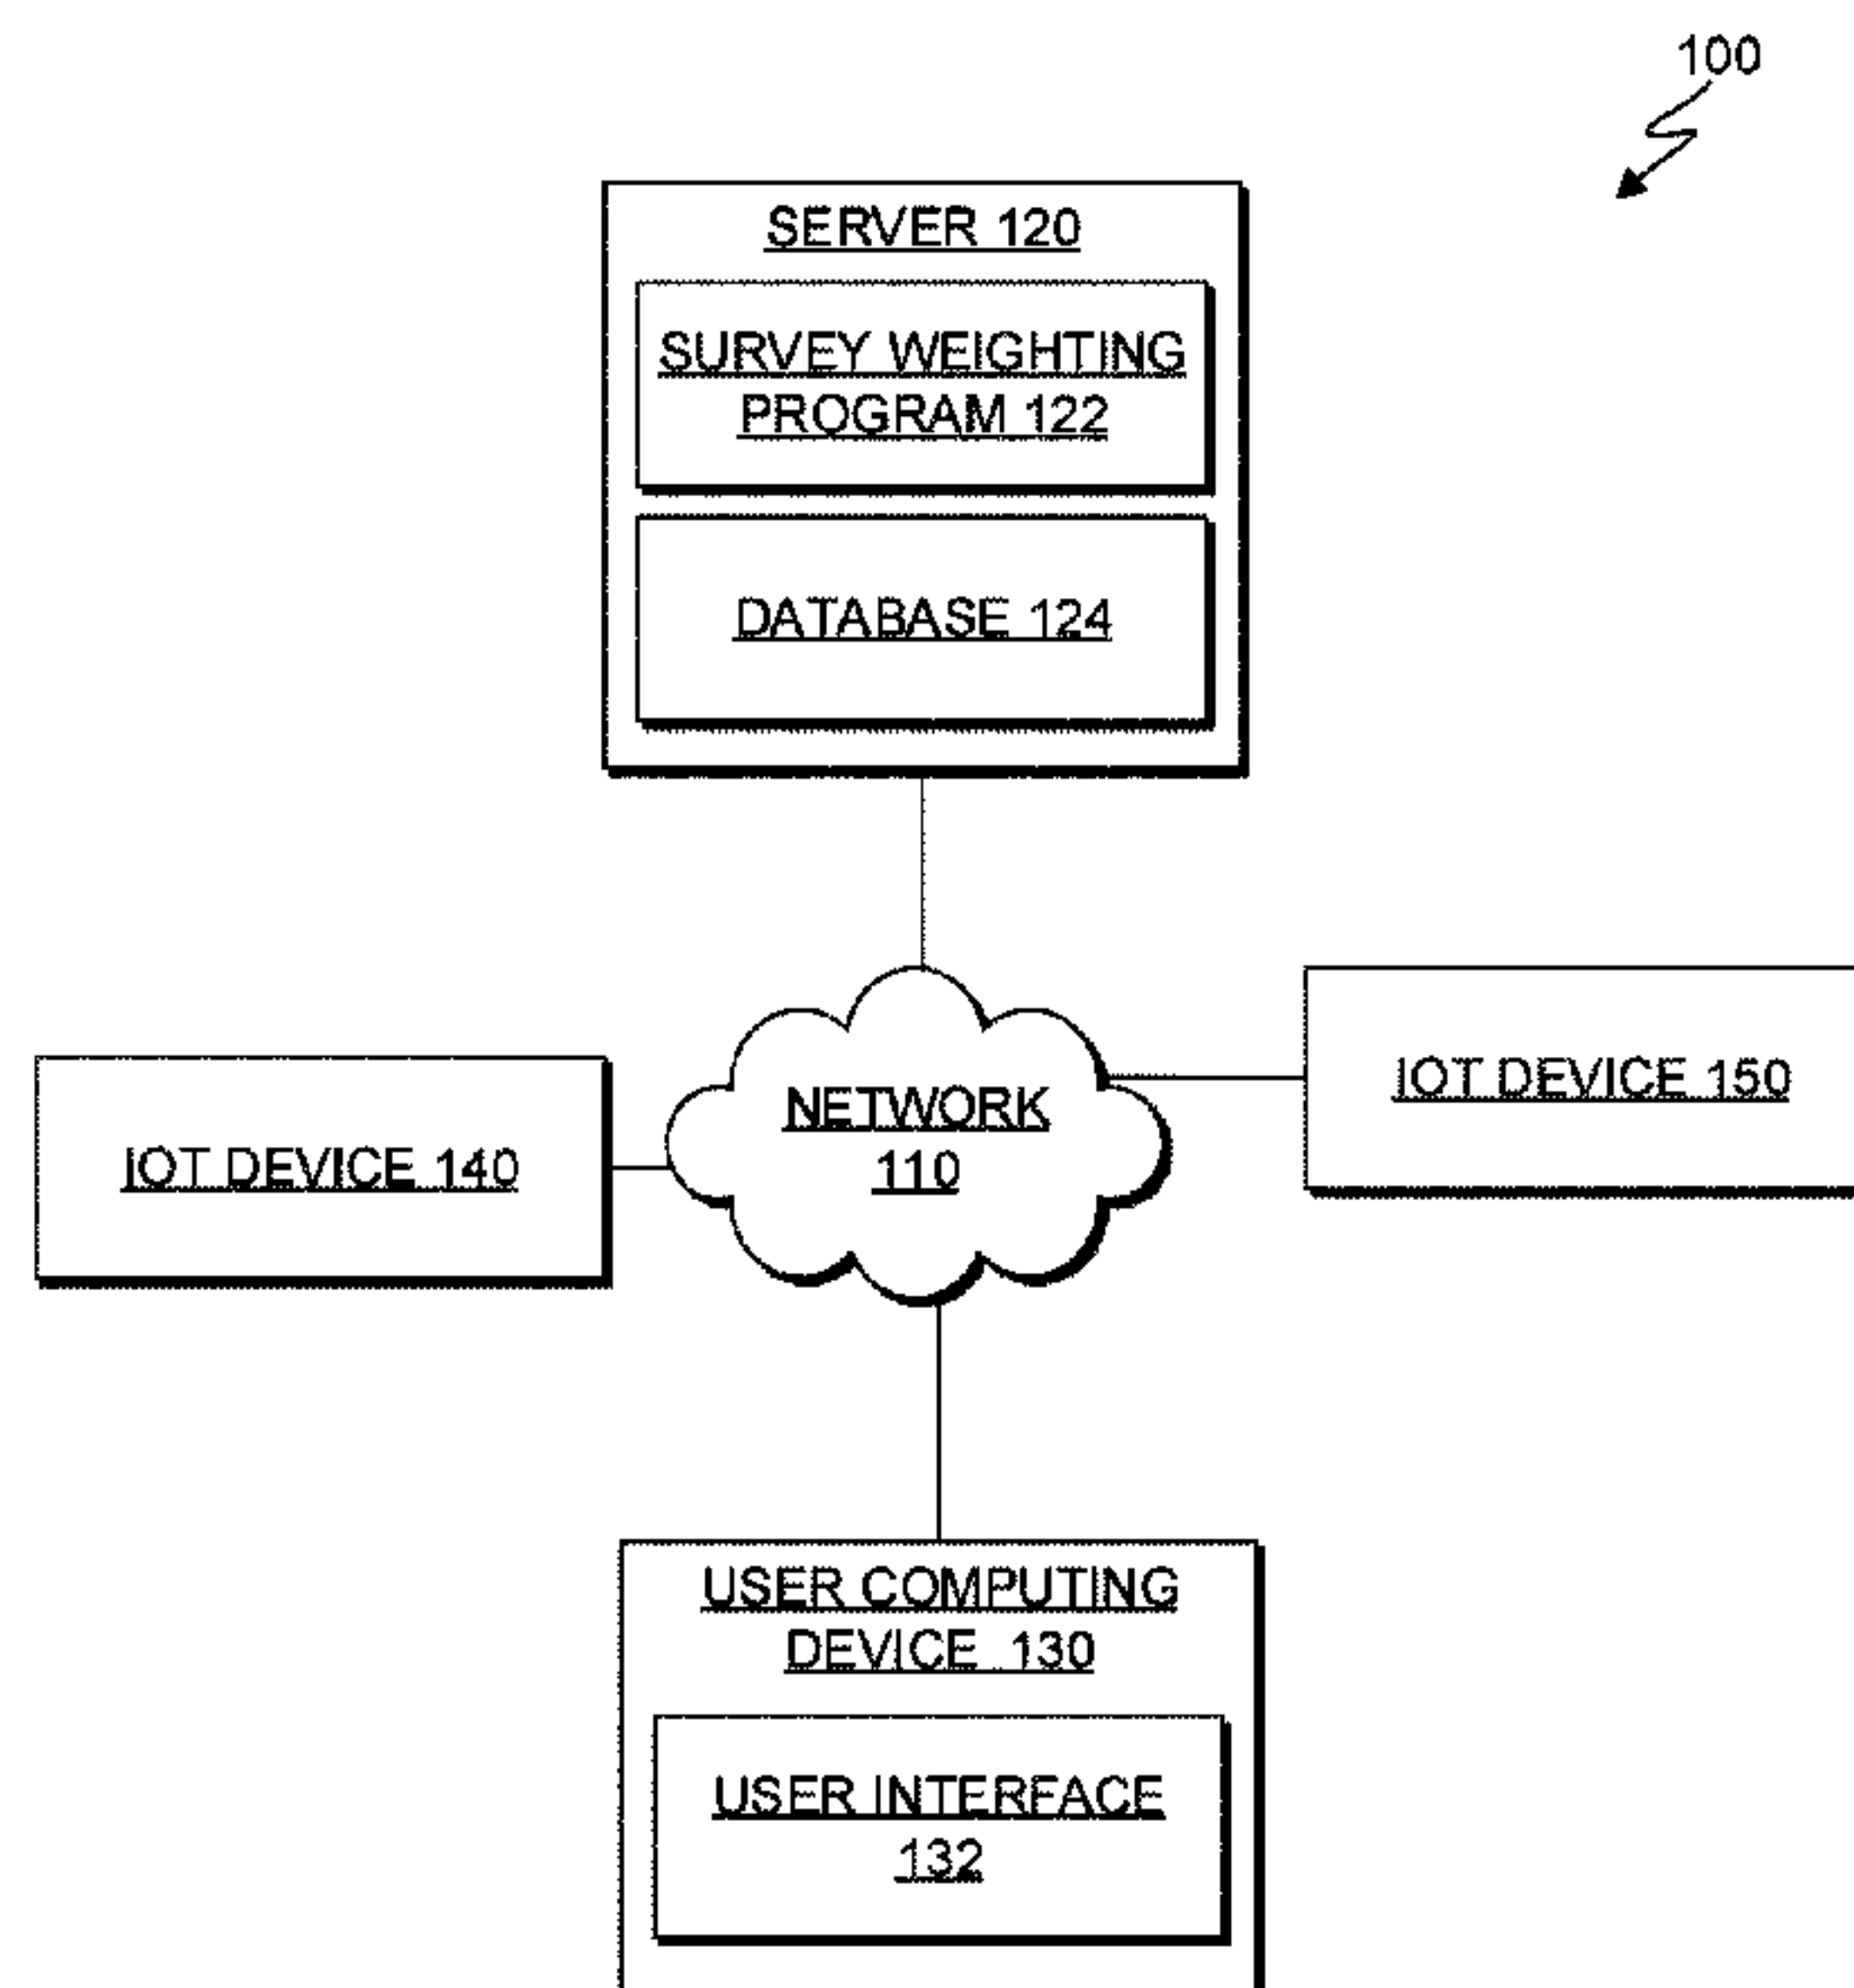 100
SERVER 120
SURVEY WEIGHTING
PROGRAM 122
DATABASE 124
NETWORK
110
IOT DEVICE 150
IOT DEVICE 140
USER COMPUTING
DEVICE 130
USER INTERFACE
132